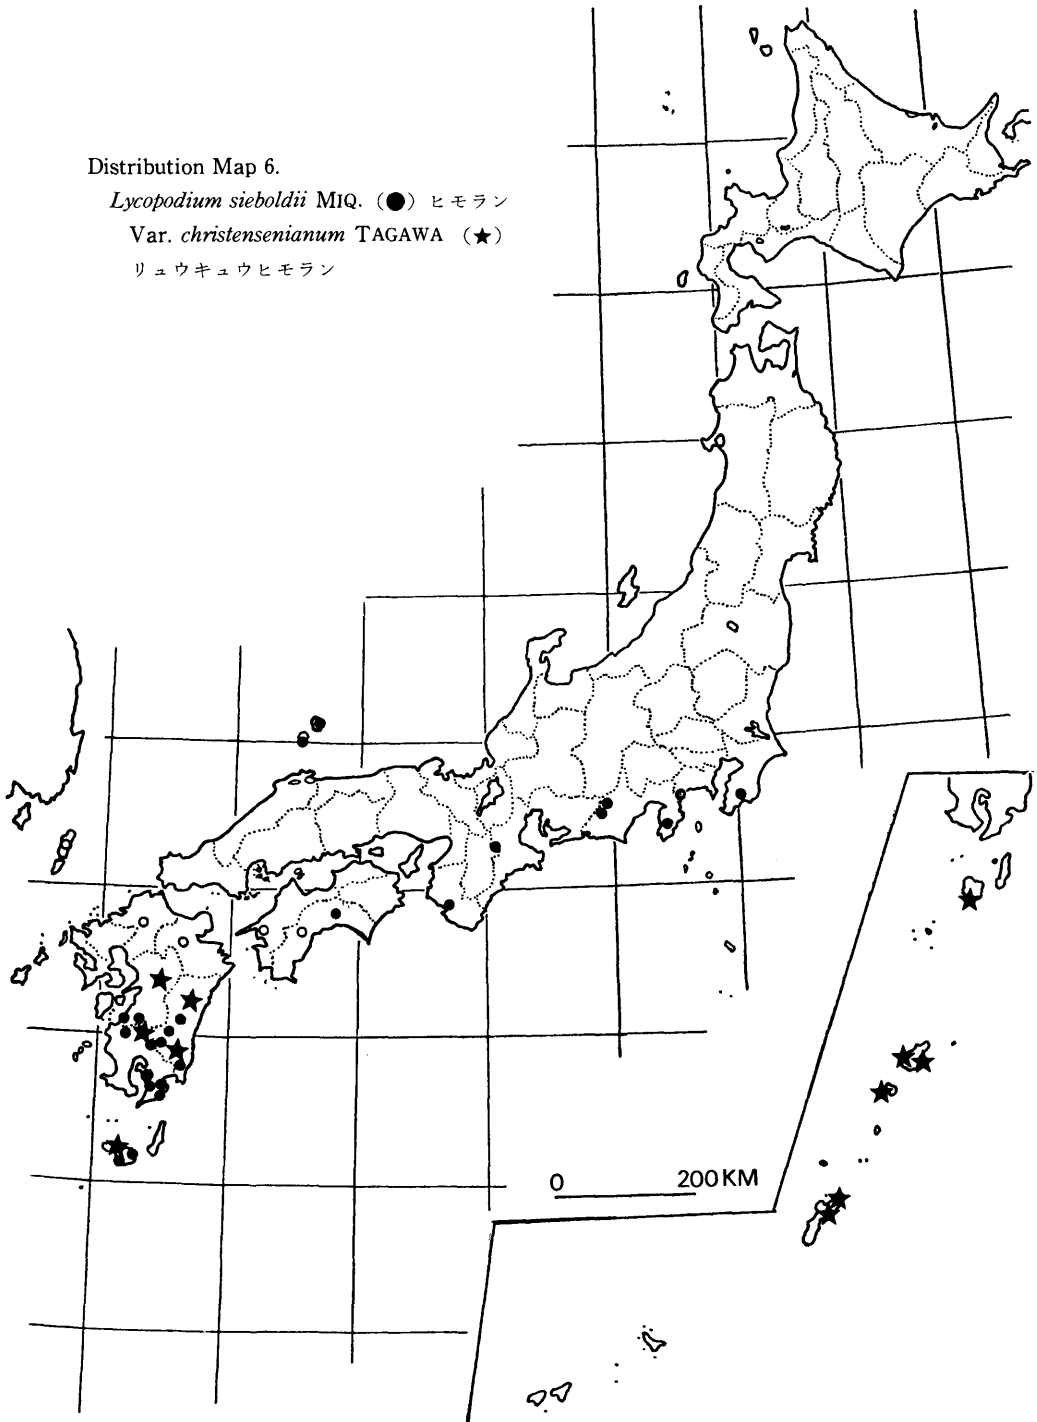 Distribution Map 6.
Lycopodium sieboldii MIQ. (●) ヒモラン
Var. christensenianum TAGAWA (★)
リュウキュウヒモラン
0 200KM